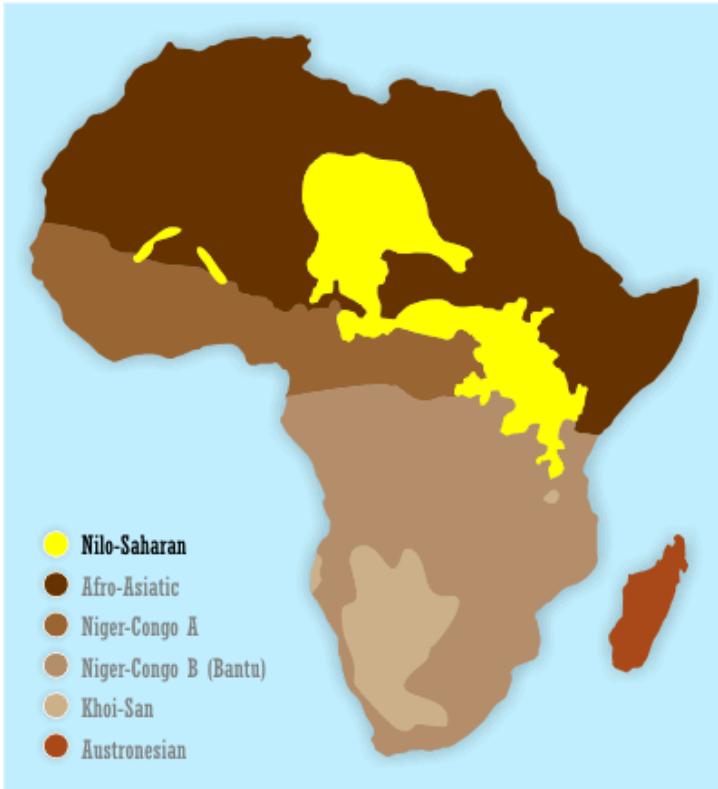 Nilo-Saharan
Afro-Asiatic
Niger-Congo A
Niger-Congo B (Bantu)
Khoi-San
Austronesian